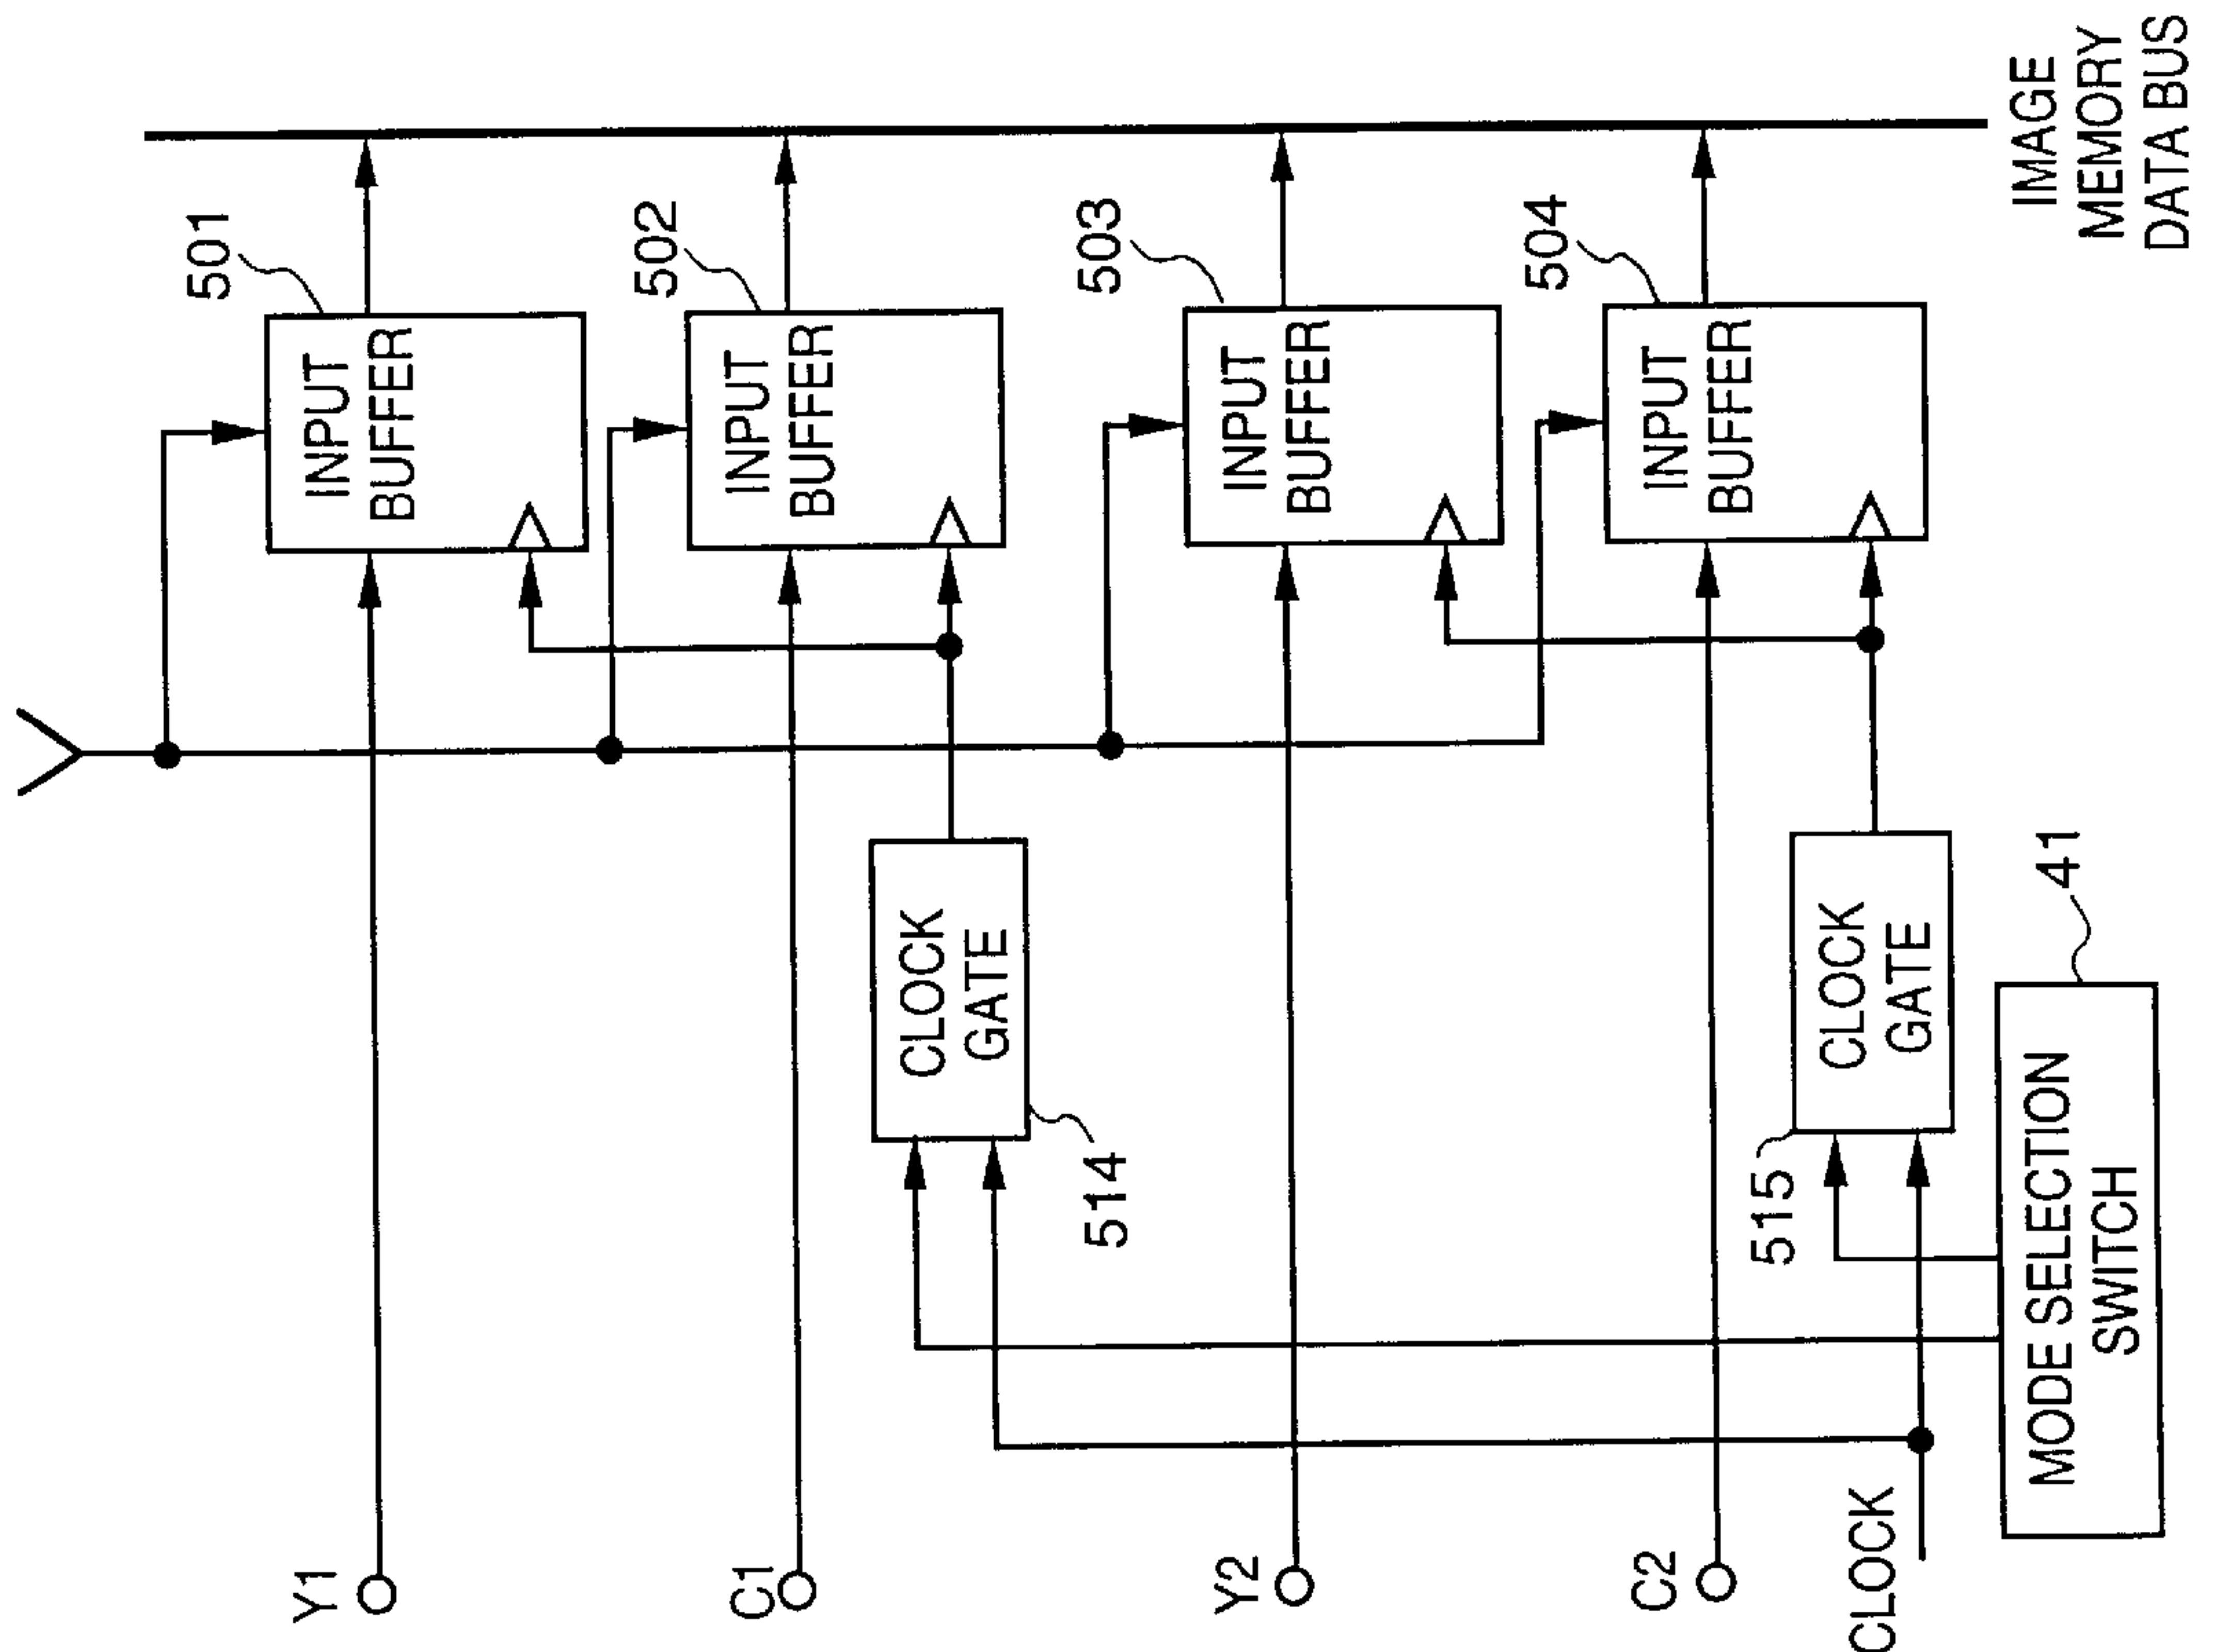 Y1
C1
Y2
C2
CLOCK
MODE SELECTION
SWITCH
41
CLOCK
GATE
514
CLOCK
GATE
515
INPUT
BUFFER
501
INPUT
BUFFER
502
INPUT
BUFFER
503
INPUT
BUFFER
504
IMAGE
MEMORY
DATA BUS